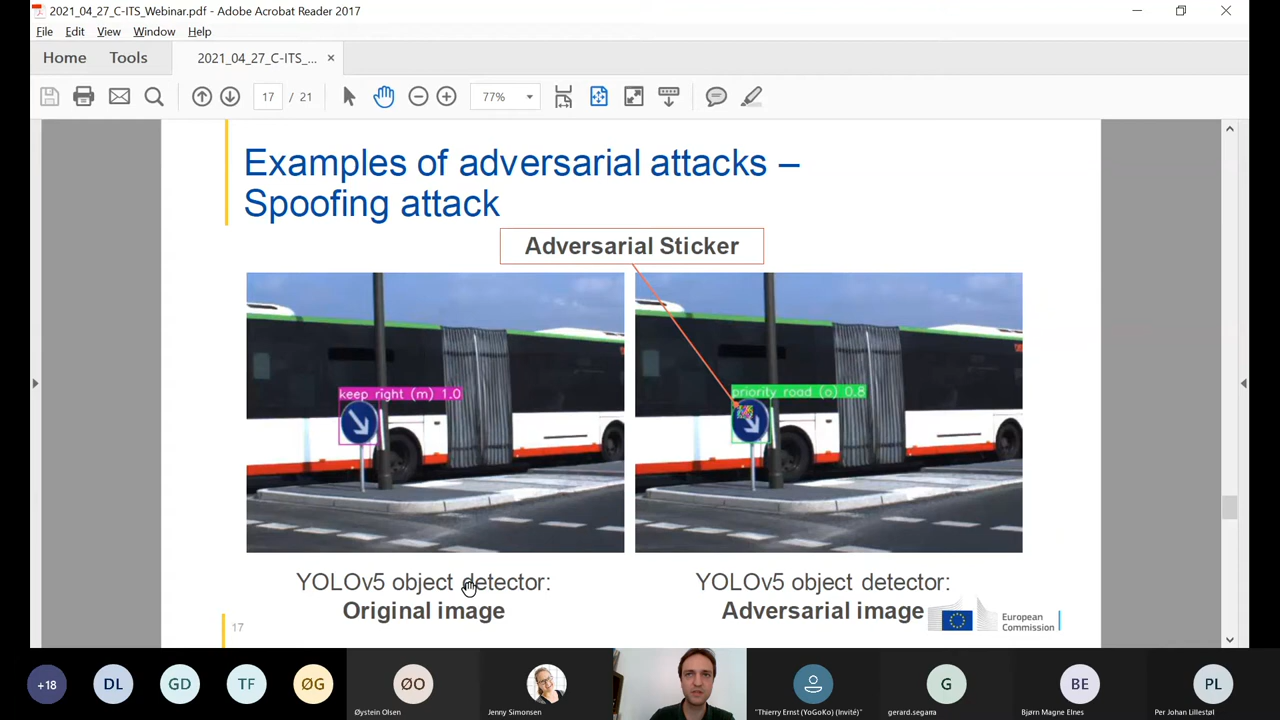 2021_04_27_C-ITS_Webinar.pdf - Adobe Acrobat Reader 2017
File Edit View Window Help
Home Tools 2021_04_27_C-ITS_... ×
17 / 21 77%
Examples of adversarial attacks –
Spoofing attack
Adversarial Sticker
keep right (m) 1.0
priority road (o) 0.8
YOLOv5 object detector:
Original image
YOLOv5 object detector:
Adversarial image
European
Commission
17
+18 DL GD TF ØG ØO G BE PL
Øystein Olsen Jenny Simonsen "Thierry Ernst (YoGoKo) (Invité)" gerard.segarra Bjørn Magne Elnes Per Johan Lillestøl